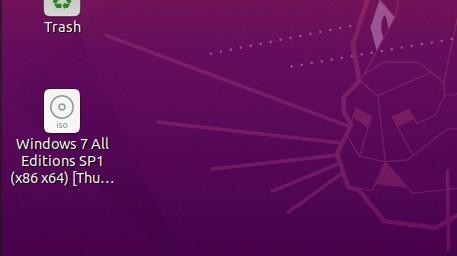 Trash
iso
Windows 7 All
Editions SP1
(x86 x64) [Thu...